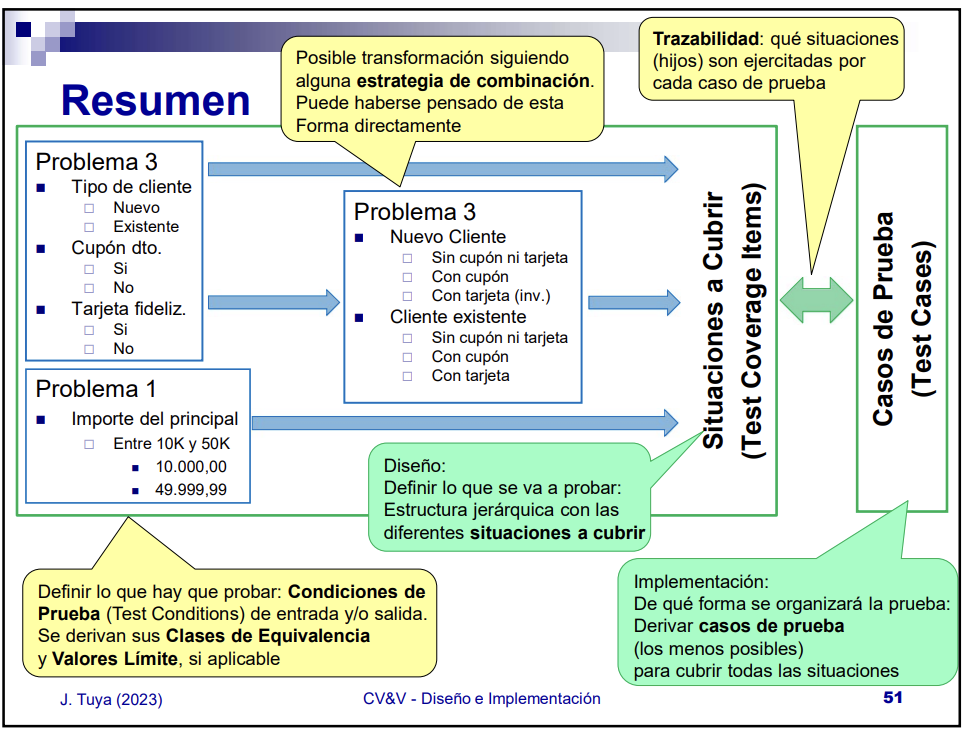 Resumen
Posible transformación siguiendo
alguna estrategia de combinación.
Puede haberse pensado de esta
Forma directamente
Trazabilidad: qué situaciones
(hijos) son ejercitadas por
cada caso de prueba
Problema 3
Tipo de cliente
Nuevo
Existente
Cupón dto.
Si
No
Tarjeta fideliz.
Si
No
Problema 3
Nuevo Cliente
Sin cupón ni tarjeta
Con cupón
Con tarjeta (inv.)
Cliente existente
Sin cupón ni tarjeta
Con cupón
Con tarjeta
Problema 1
Importe del principal
Entre 10K y 50K
10.000,00
49.999,99
Situaciones a Cubrir
(Test Coverage Items)
Casos de Prueba
(Test Cases)
Diseño:
Definir lo que se va a probar:
Estructura jerárquica con las
diferentes situaciones a cubrir
Definir lo que hay que probar: Condiciones de
Prueba (Test Conditions) de entrada y/o salida.
Se derivan sus Clases de Equivalencia
y Valores Límite, si aplicable
Implementación:
De qué forma se organizará la prueba:
Derivar casos de prueba
(los menos posibles)
para cubrir todas las situaciones
J. Tuya (2023)
CV&V - Diseño e Implementación
51